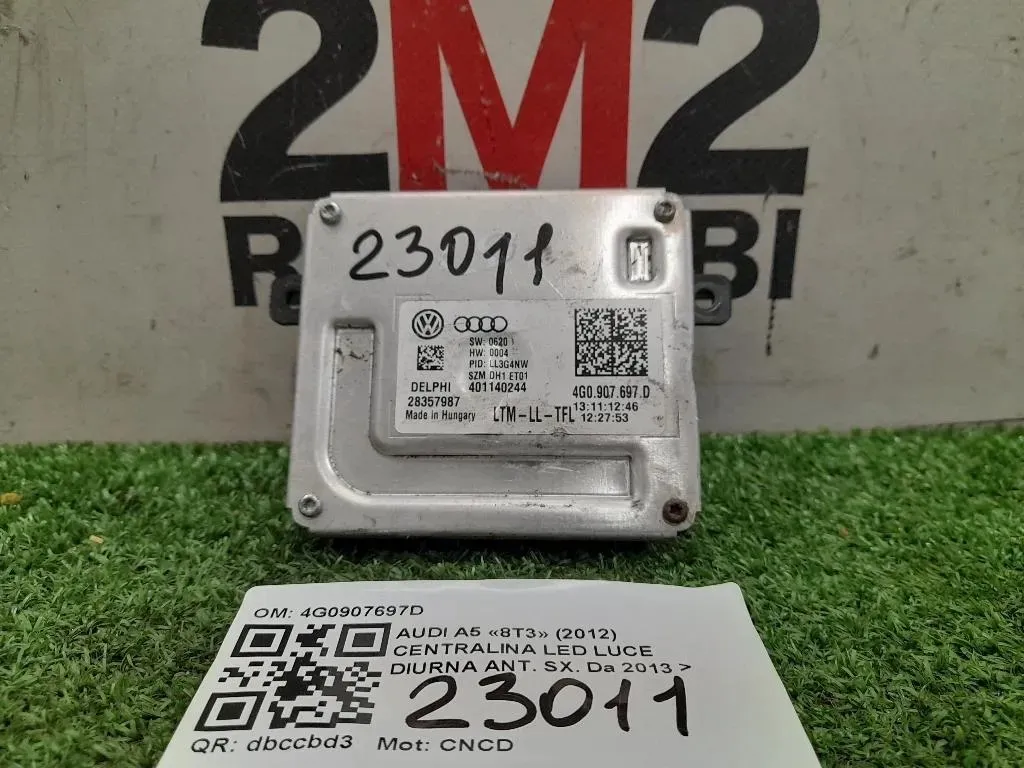 2M2
R BI
23011
SW: 0620
HW: 0004
PID: LL3G4NW
SZM DH1 ET01
DELPHI 401140244
28357987
Made in Hungary LTM-LL-TFL
4G0.907.697.D
13:11:12:46
12:27:53
OM: 4G0907697D
AUDI A5 «8T3» (2012)
CENTRALINA LED LUCE
DIURNA ANT. SX. Da 2013 >
23011
QR: dbccbd3 Mot: CNCD